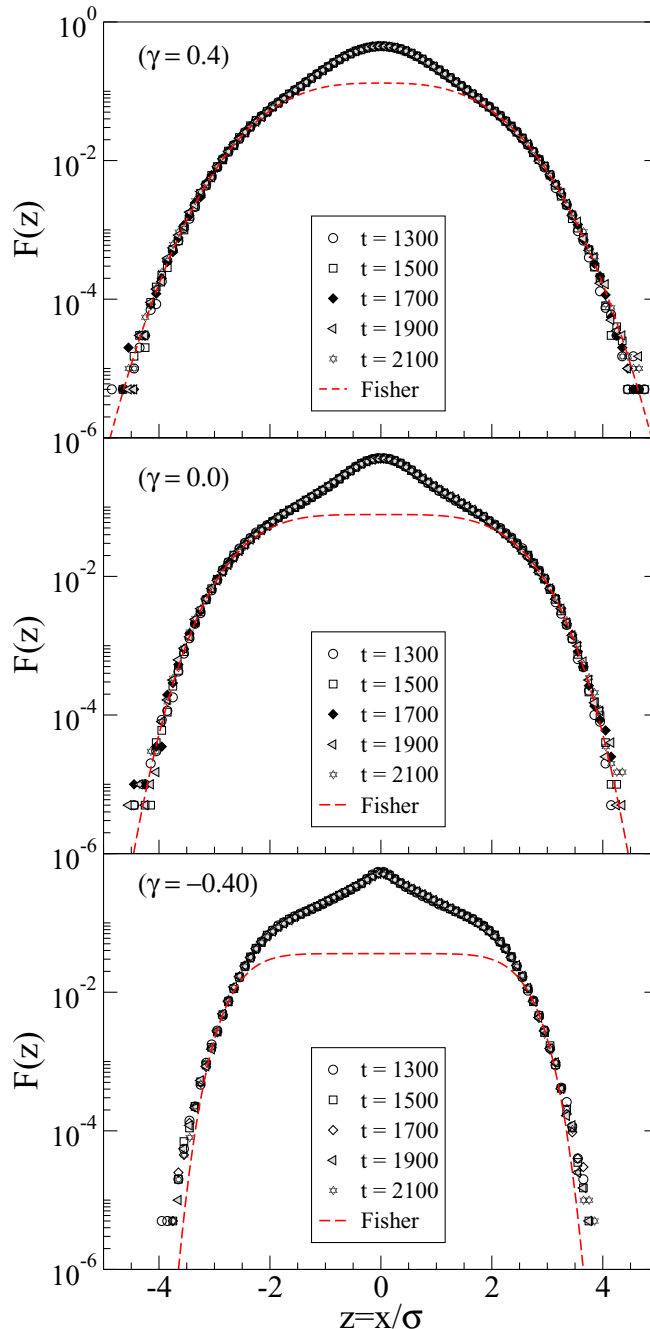 10^0
(γ = 0.4)
10^-2
F(z)
t = 1300
t = 1500
t = 1700
10^-4
t = 1900
t = 2100
Fisher
10^-6
(γ = 0.0)
10^-2
F(z)
t = 1300
t = 1500
10^-4
t = 1700
t = 1900
t = 2100
Fisher
10^-6
(γ = −0.40)
10^-2
F(z)
t = 1300
t = 1500
10^-4
t = 1700
t = 1900
t = 2100
Fisher
10^-6
-4 -2 0 2 4
z=x/σ